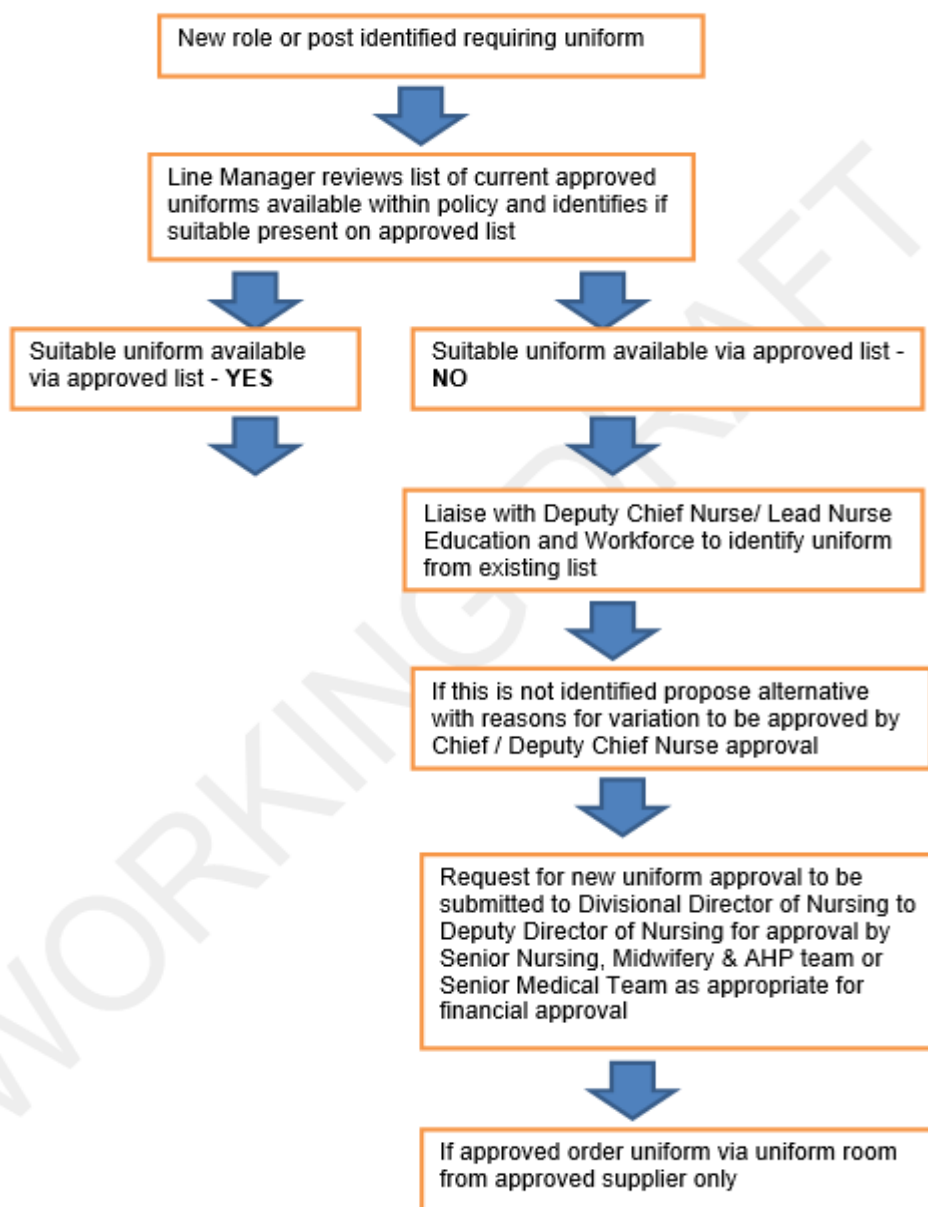 New role or post identified requiring uniform
Line Manager reviews list of current approved
uniforms available within policy and identifies if
suitable present on approved list
Suitable uniform available
via approved list - YES
Suitable uniform available via approved list -
NO
Liaise with Deputy Chief Nurse/ Lead Nurse
Education and Workforce to identify uniform
from existing list
If this is not identified propose alternative
with reasons for variation to be approved by
Chief / Deputy Chief Nurse approval
Request for new uniform approval to be
submitted to Divisional Director of Nursing to
Deputy Director of Nursing for approval by
Senior Nursing, Midwifery & AHP team or
Senior Medical Team as appropriate for
financial approval
If approved order uniform via uniform room
from approved supplier only
WORKING DRAFT